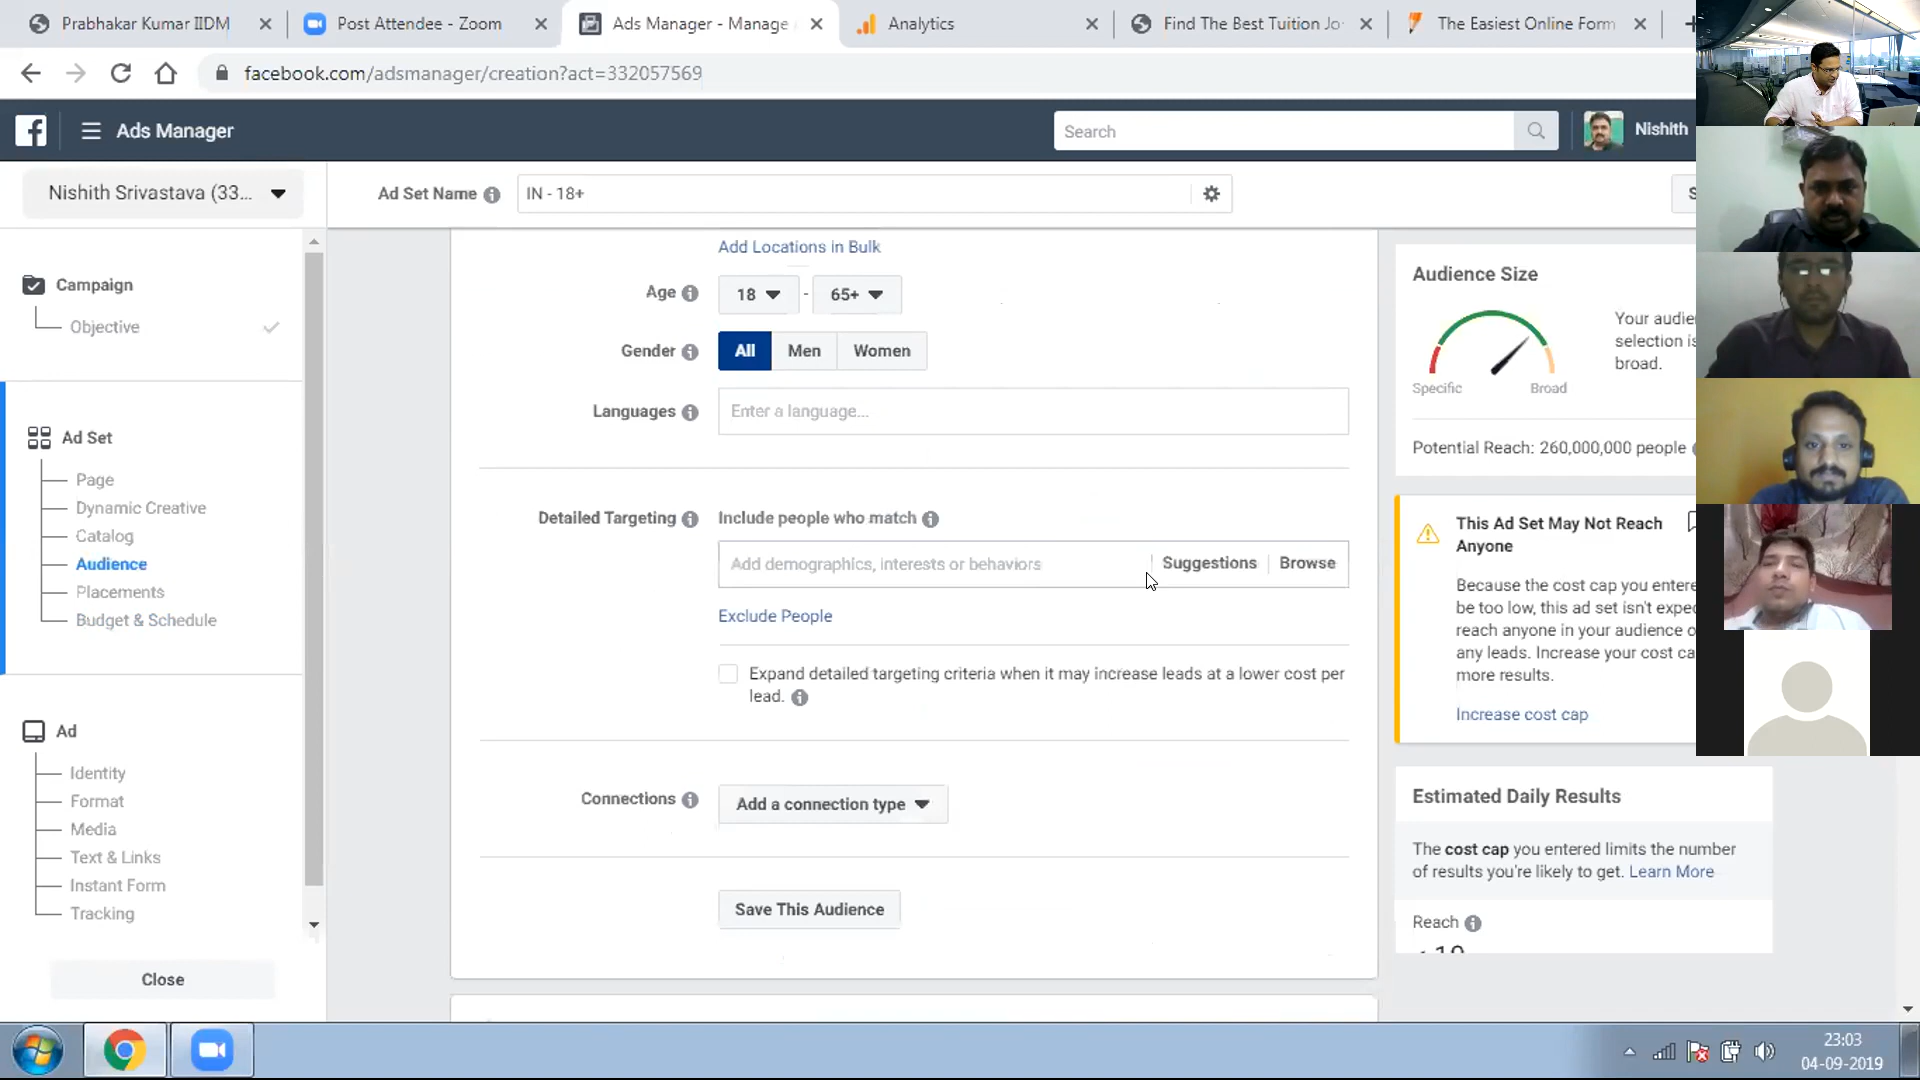 Prabhakar Kumar IIDM
Post Attendee - Zoom
Ads Manager - Manage
Analytics
Find The Best Tuition Jo
The Easiest Online Form
facebook.com/adsmanager/creation?act=332057569
Ads Manager
Search
Nishith
Nishith Srivastava (33...
Ad Set Name
IN - 18+
S
Campaign
Objective
Ad Set
Page
Dynamic Creative
Catalog
Audience
Placements
Budget & Schedule
Ad
Identity
Format
Media
Text & Links
Instant Form
Tracking
Close
Add Locations in Bulk
Age
18
-
65+
Gender
All
Men
Women
Languages
Enter a language...
Detailed Targeting
Include people who match
Add demographics, interests or behaviors
Suggestions
Browse
Exclude People
Expand detailed targeting criteria when it may increase leads at a lower cost per
lead.
Connections
Add a connection type
Save This Audience
Audience Size
Specific
Broad
Your audie
selection is
broad.
Potential Reach: 260,000,000 people
This Ad Set May Not Reach
Anyone
Because the cost cap you entere
be too low, this ad set isn't expec
reach anyone in your audience o
any leads. Increase your cost ca
more results.
Increase cost cap
Estimated Daily Results
The cost cap you entered limits the number
of results you're likely to get. Learn More
Reach
23:03
04-09-2019